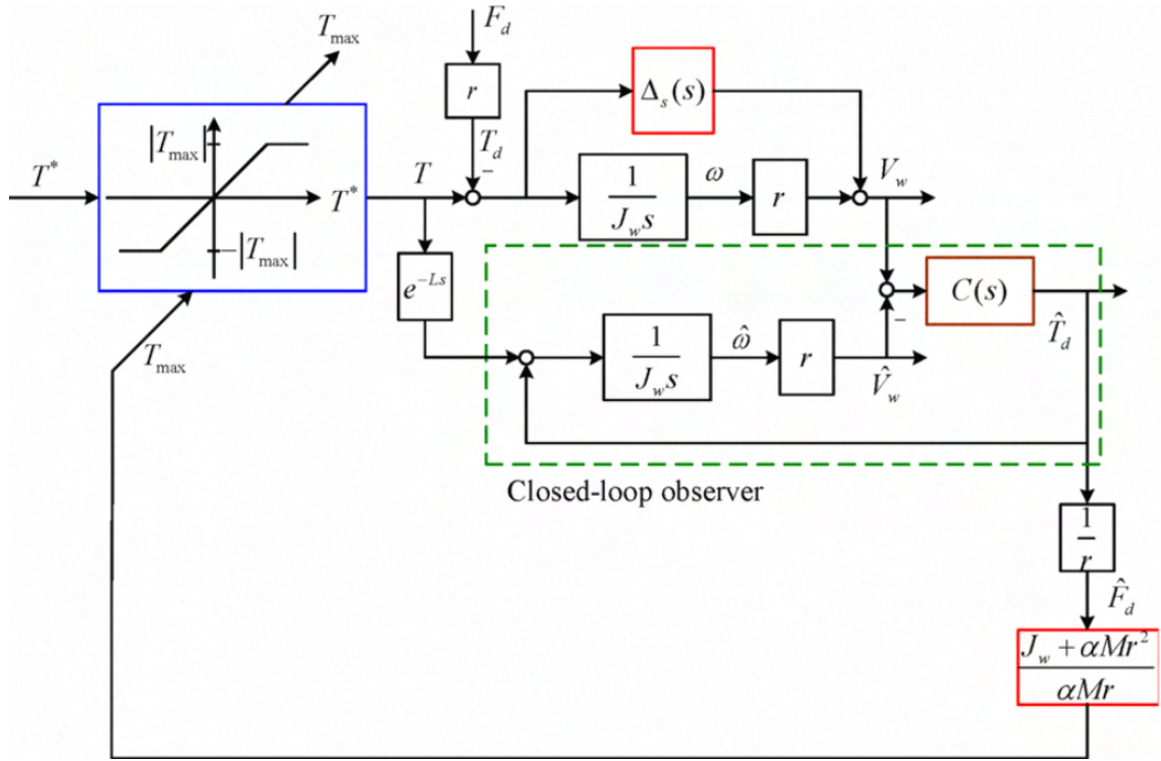 T_max
F_d
r
Δ_s(s)
|T_max|
T*
T*
−|T_max|
T
T_d
−
1
J_w s
ω
r
V_w
e^{−Ls}
C(s)
−
T̂_d
T_max
1
J_w s
ω̂
r
V̂_w
Closed-loop observer
1
r
F̂_d
J_w + αMr²
αMr